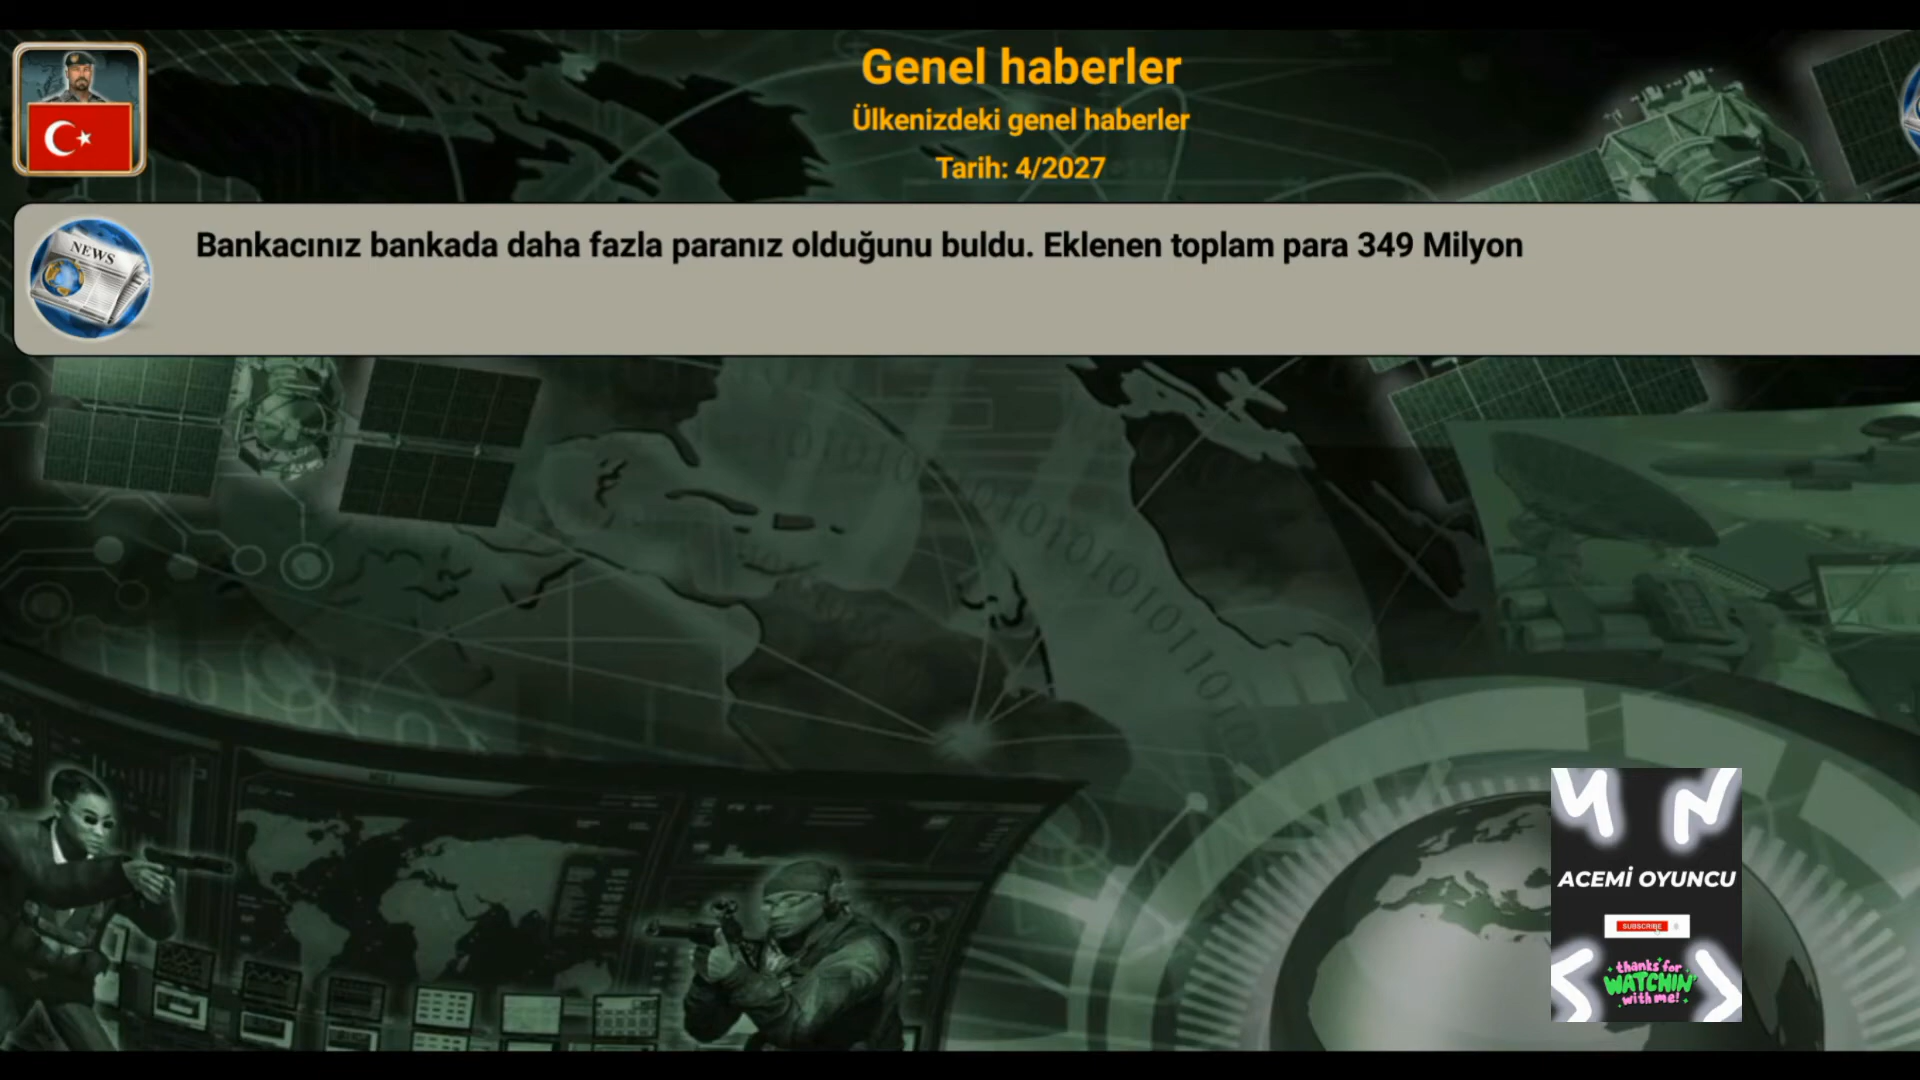 Genel haberler
Ülkenizdeki genel haberler
Tarih: 4/2027
NEWS
Bankacınız bankada daha fazla paranız olduğunu buldu. Eklenen toplam para 349 Milyon
ACEMİ OYUNCU
SUBSCRIBE
thanks for
WATCHIN'
with me!